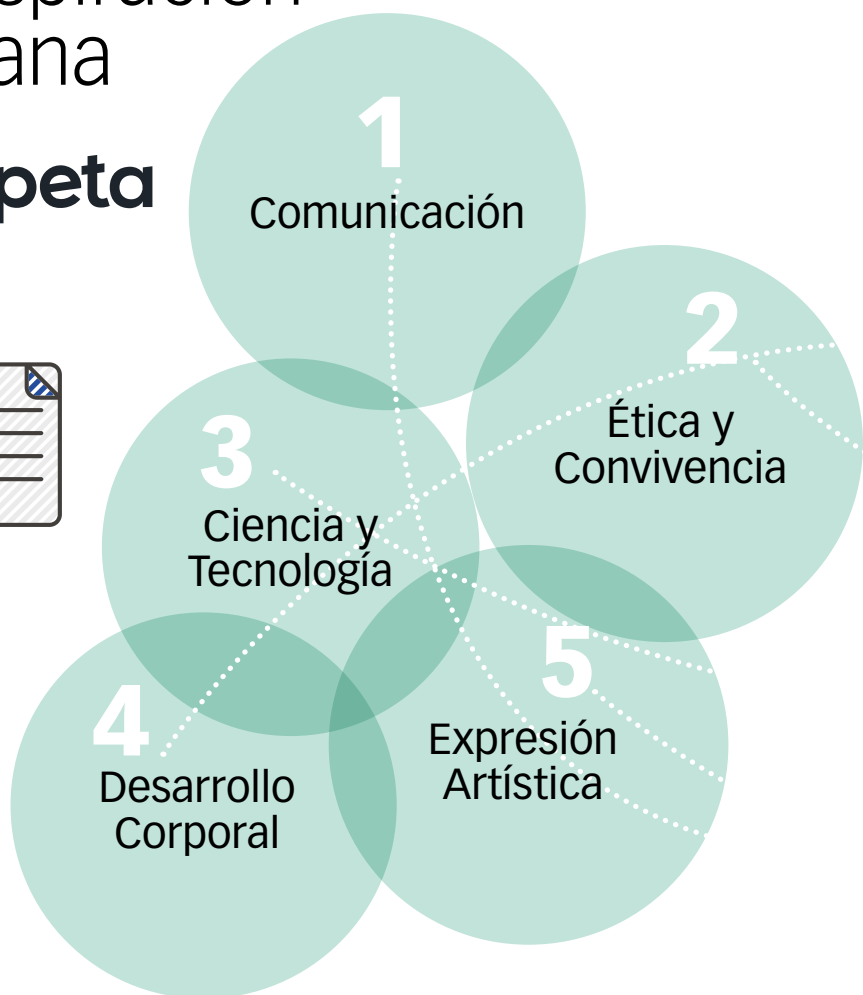 ana
peta
1
Comunicación
2
Ética y
Convivencia
3
Ciencia y
Tecnología
4
Desarrollo
Corporal
5
Expresión
Artística